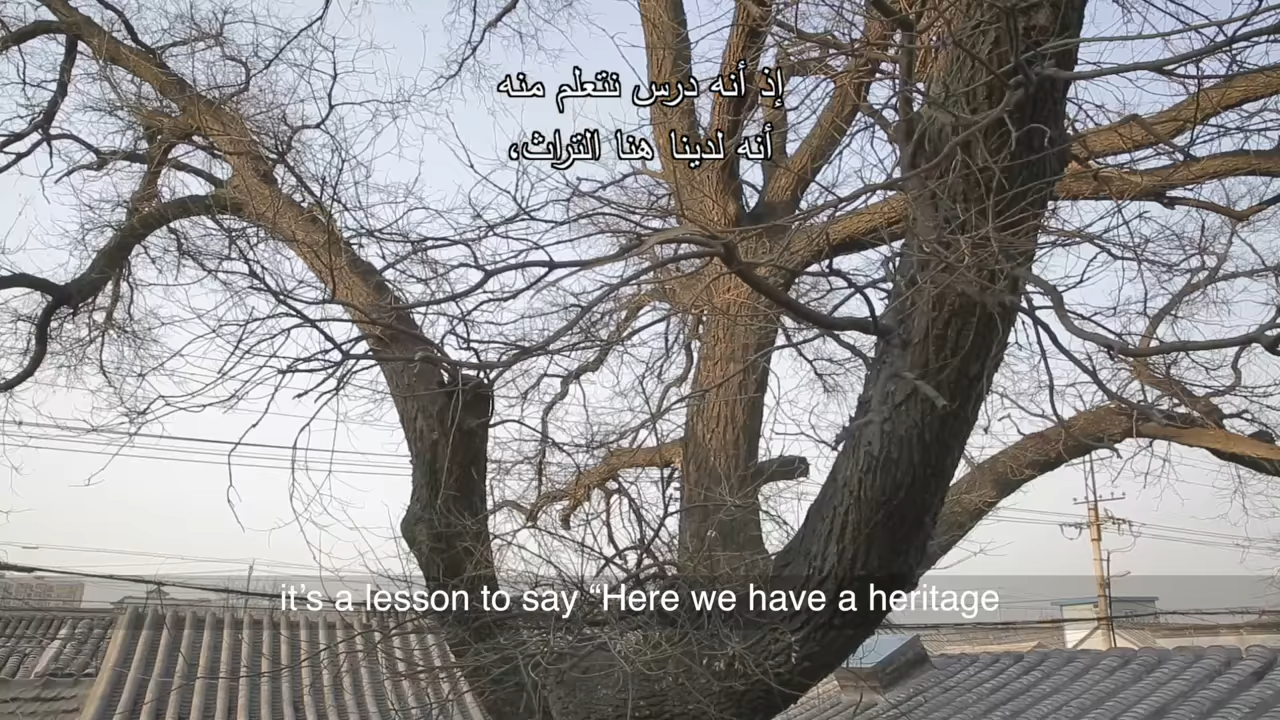 إذ أنه درس نتعلم منه
أنه لدينا هنا التراث،
it’s a lesson to say “Here we have a heritage